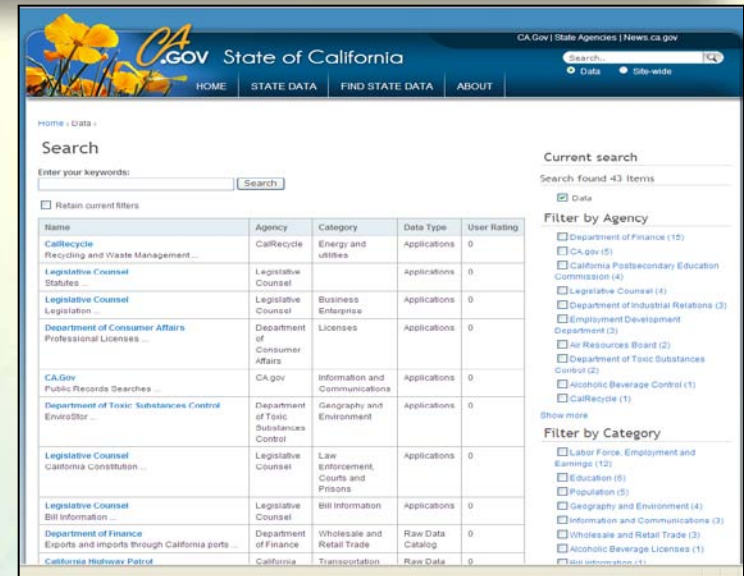 CA.Gov | State Agencies | News.ca.gov
CA.GOV State of California
Search...
Data Site-wide
HOME STATE DATA FIND STATE DATA ABOUT
Home › Data ›
Search
Enter your keywords:
Search
Retain current filters
Name Agency Category Data Type User Rating
CalRecycle CalRecycle Energy and Applications 0
Recycling and Waste Management ... utilities
Legislative Counsel Legislative Applications 0
Statutes ... Counsel
Legislative Counsel Legislative Business Applications 0
Legislation ... Counsel Enterprise
Department of Consumer Affairs Department Licenses Applications 0
Professional Licenses ... of
Consumer
Affairs
CA.Gov CA.gov Information and Applications 0
Public Records Searches ... Communications
Department of Toxic Substances Control Department Geography and Applications 0
EnviroStor ... of Toxic Environment
Substances
Control
Legislative Counsel Legislative Law Applications 0
California Constitution ... Counsel Enforcement,
Courts and
Prisons
Legislative Counsel Legislative Bill Information Applications 0
Bill Information ... Counsel
Department of Finance Department Wholesale and Raw Data 0
Exports and imports through California ports ... of Finance Retail Trade Catalog
California Highway Patrol California Transportation Raw Data 0
Current search
Search found 43 Items
Data
Filter by Agency
Department of Finance (15)
CA.gov (5)
California Postsecondary Education
Commission (4)
Legislative Counsel (4)
Department of Industrial Relations (3)
Employment Development
Department (3)
Air Resources Board (2)
Department of Toxic Substances
Control (2)
Alcoholic Beverage Control (1)
CalRecycle (1)
Show more
Filter by Category
Labor Force, Employment and
Earnings (12)
Education (6)
Population (5)
Geography and Environment (4)
Information and Communications (3)
Wholesale and Retail Trade (3)
Alcoholic Beverage Licenses (1)
Bill Information (1)